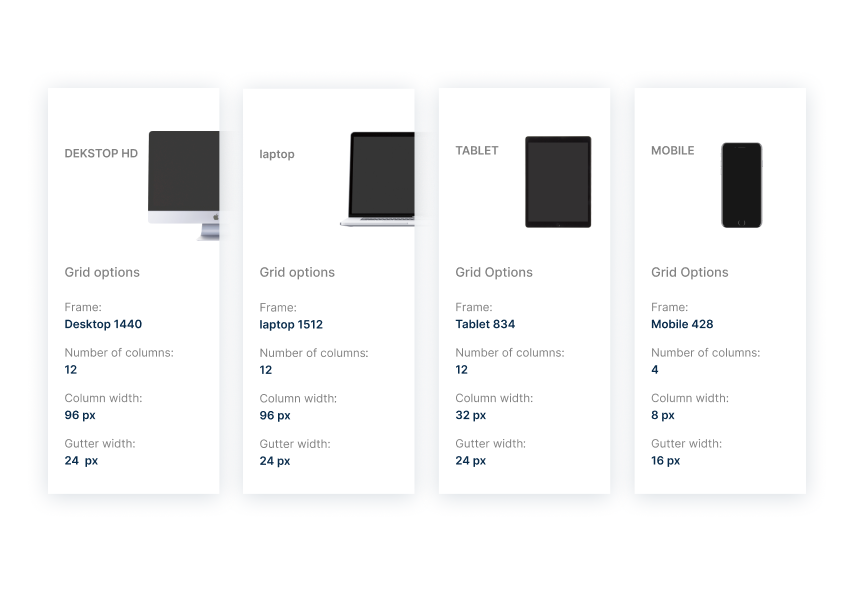 DEKSTOP HD
Grid options
Frame:
Desktop 1440
Number of columns:
12
Column width:
96 px
Gutter width:
24  px
laptop
Grid options
Frame:
laptop 1512
Number of columns:
12
Column width:
96 px
Gutter width:
24 px
TABLET
Grid Options
Frame:
Tablet 834
Number of columns:
12
Column width:
32 px
Gutter width:
24 px
MOBILE
Grid Options
Frame:
Mobile 428
Number of columns:
4
Column width:
8 px
Gutter width:
16 px